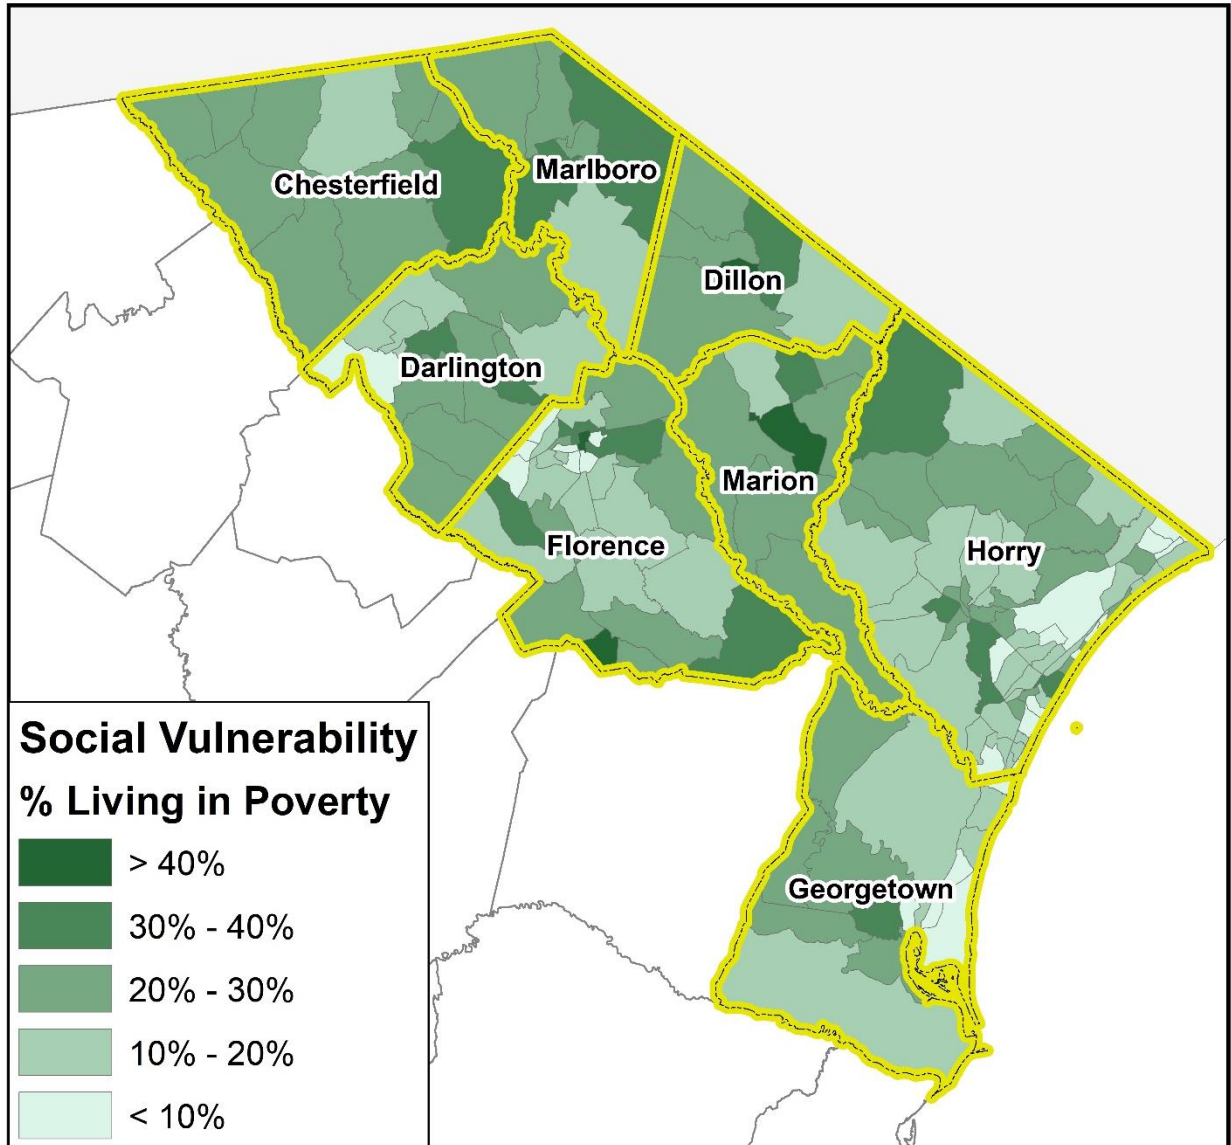 Chesterfield
Marlboro
Dillon
Darlington
Marion
Florence
Horry
Georgetown
Social Vulnerability
% Living in Poverty
> 40%
30% - 40%
20% - 30%
10% - 20%
< 10%